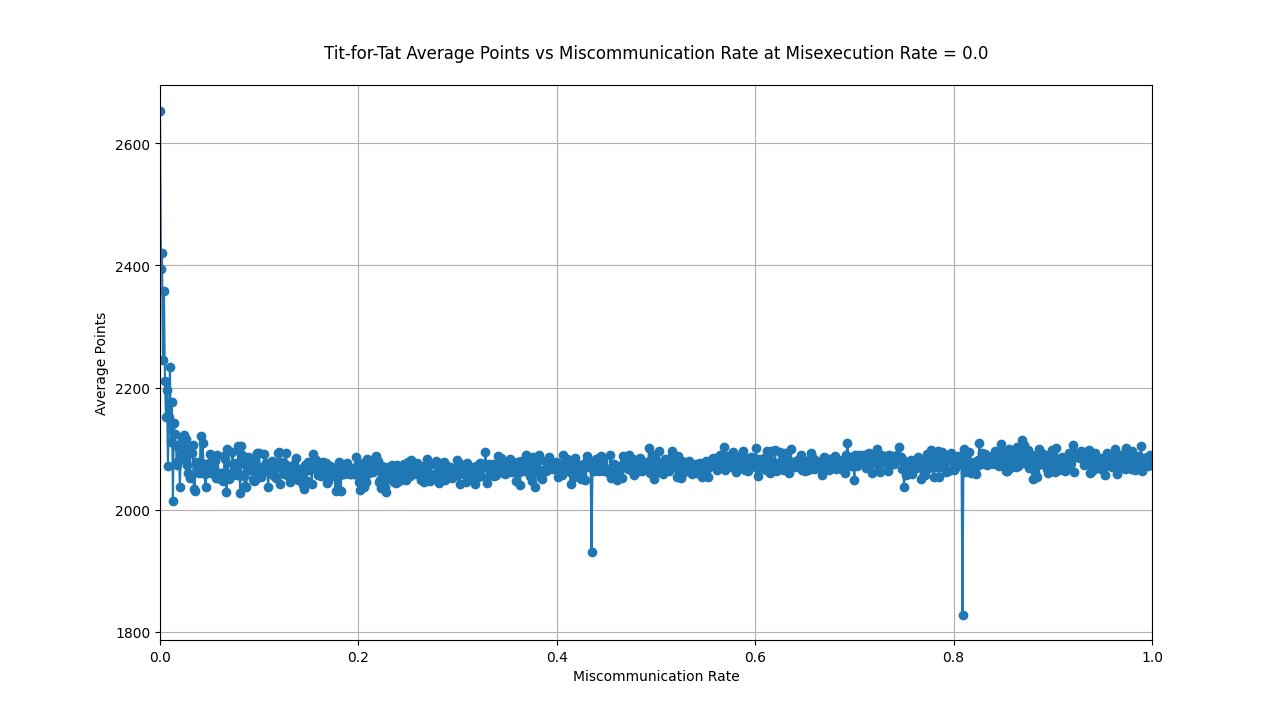 Tit-for-Tat Average Points vs Miscommunication Rate at Misexecution Rate = 0.0
2600
2400
2200
2000
1800
Average Points
0.0 0.2 0.4 0.6 0.8 1.0
Miscommunication Rate